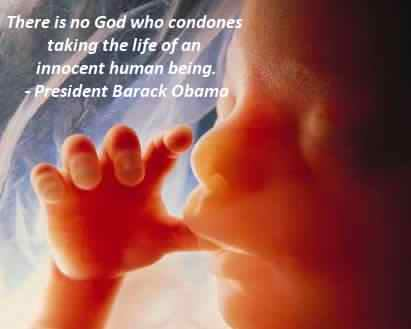 There is no God who condones
taking the life of an
innocent human being.
- President Barack Obama